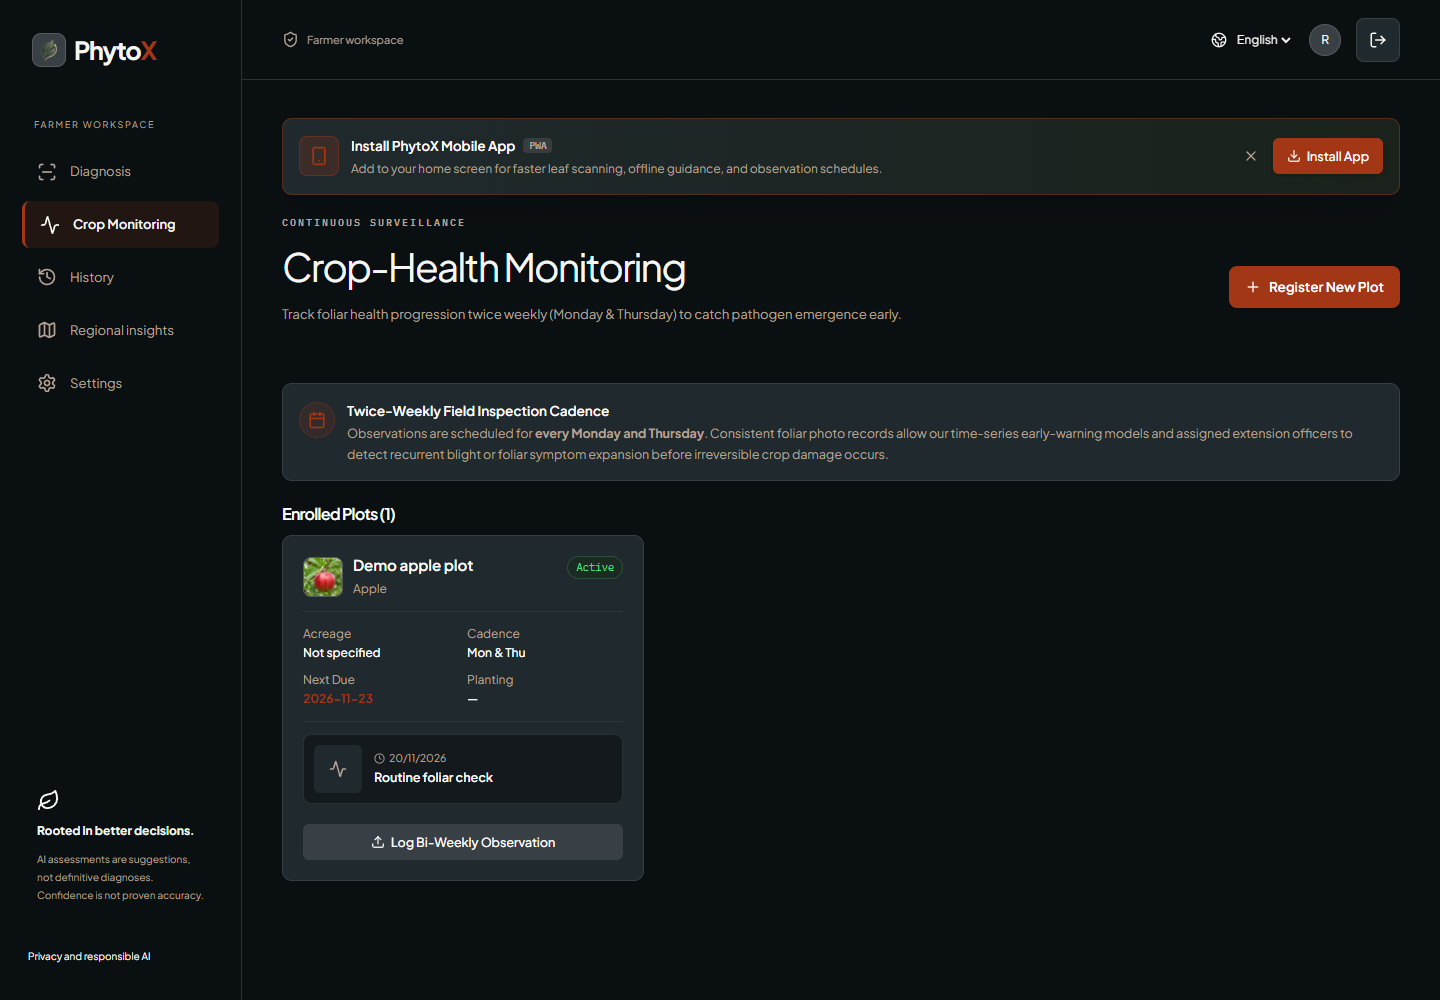 PhytoX
Farmer workspace
English
R
FARMER WORKSPACE
Diagnosis
Crop Monitoring
History
Regional insights
Settings
Rooted in better decisions.
AI assessments are suggestions,
not definitive diagnoses.
Confidence is not proven accuracy.
Privacy and responsible AI
Install PhytoX Mobile App PWA
Add to your home screen for faster leaf scanning, offline guidance, and observation schedules.
Install App
CONTINUOUS SURVEILLANCE
Crop-Health Monitoring
Track foliar health progression twice weekly (Monday & Thursday) to catch pathogen emergence early.
Register New Plot
Twice-Weekly Field Inspection Cadence
Observations are scheduled for every Monday and Thursday. Consistent foliar photo records allow our time-series early-warning models and assigned extension officers to
detect recurrent blight or foliar symptom expansion before irreversible crop damage occurs.
Enrolled Plots (1)
Demo apple plot
Active
Apple
Acreage
Not specified
Cadence
Mon & Thu
Next Due
2026-11-23
Planting
—
20/11/2026
Routine foliar check
Log Bi-Weekly Observation